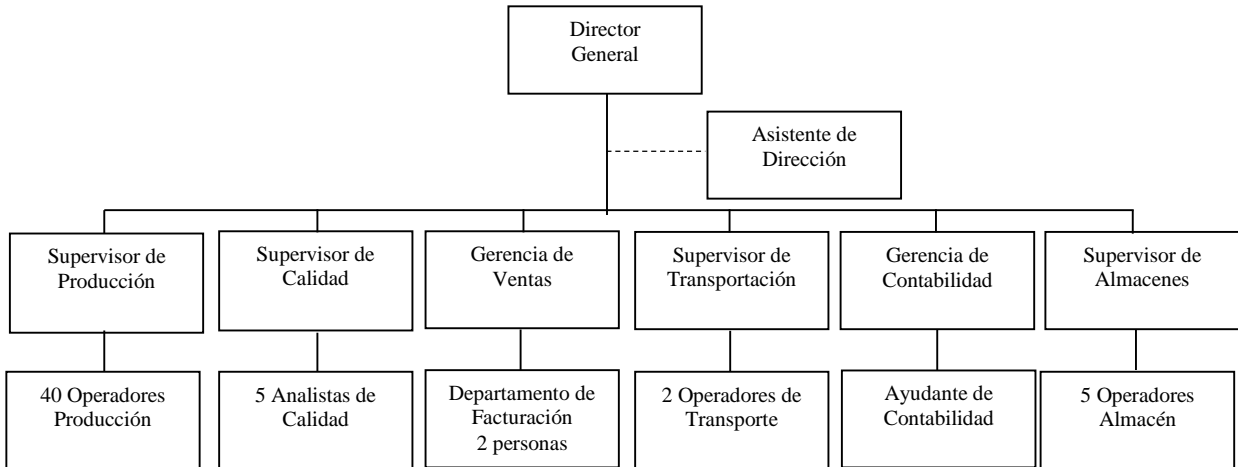 Director
General
Asistente de
Dirección
Supervisor de
Producción
Supervisor de
Calidad
Gerencia de
Ventas
Supervisor de
Transportación
Gerencia de
Contabilidad
Supervisor de
Almacenes
40 Operadores
Producción
5 Analistas de
Calidad
Departamento de
Facturación
2 personas
2 Operadores de
Transporte
Ayudante de
Contabilidad
5 Operadores
Almacén